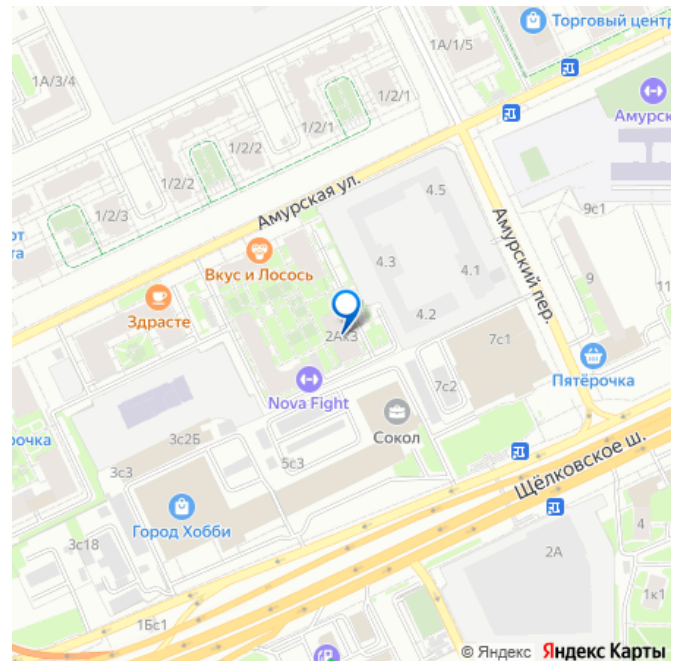 Торговый центр
1А/1/5
1А/3/4
1/2/1
Амурск
1/2/2
1/2/1
1/2/2
Амурская ул.
4.5
1/2/3
9с1
Амурский пер.
Вкус и Лосось
4.3
4.1
9
11
Здрасте
4.2
2Ак3
7с1
7с2
Пятёрочка
Nova Fight
Сокол
рочка
3с2Б
5с3
3с3
Щёлковское ш.
Город Хобби
3с18
2А
4
1к1
1Бс1
© Яндекс Яндекс Карты